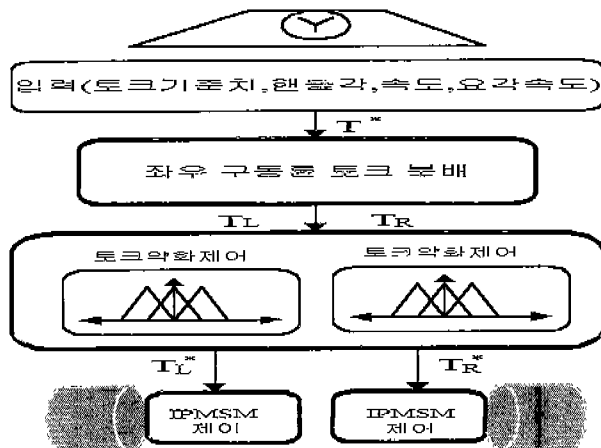 입력(토크기준치,핸들각,속도,요각속도)
T*
좌우 구동륜 토크 분배
TL TR
토크약화제어 토크약화제어
TL* TR*
IPMSM IPMSM
제어 제어